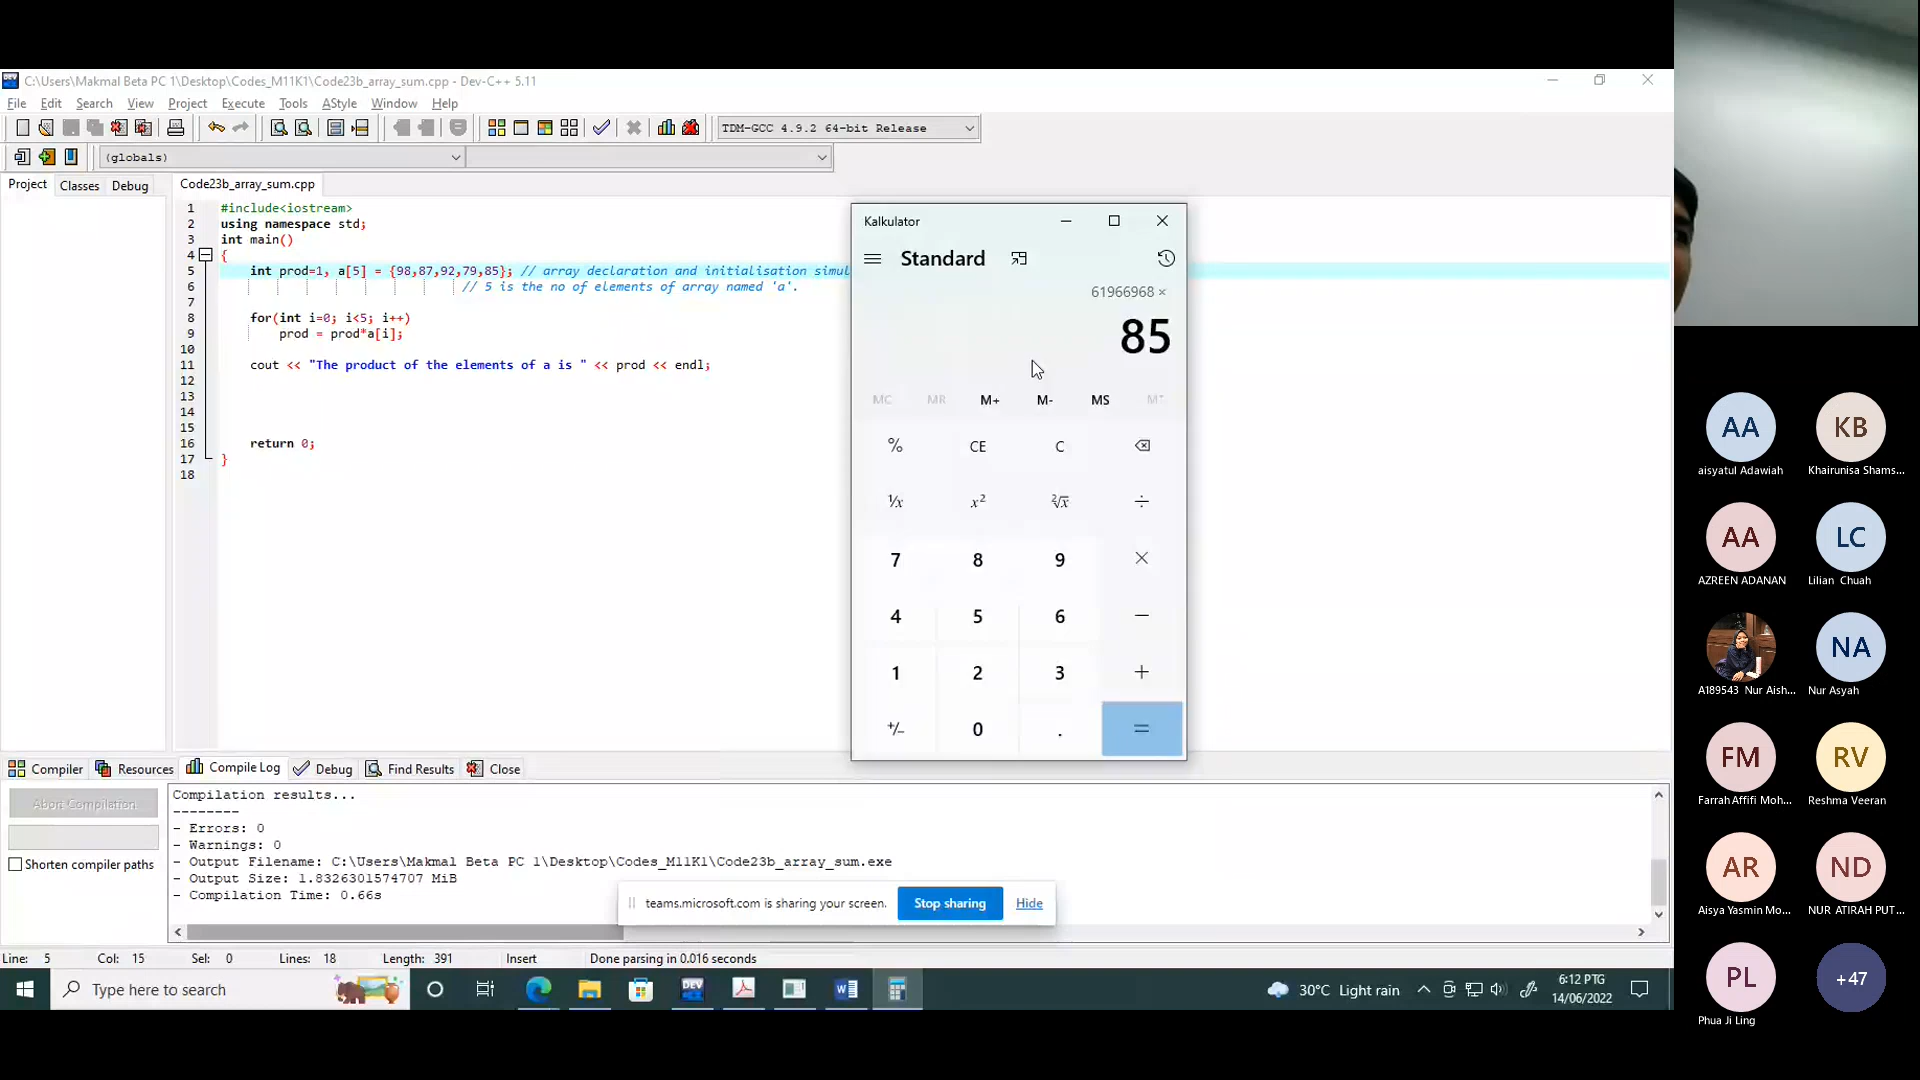 C:\Users\Makmal Beta PC 1\Desktop\Codes_M11K1\Code23b_array_sum.cpp - Dev-C++ 5.11
File Edit Search View Project Execute Tools AStyle Window Help
TDM-GCC 4.9.2 64-bit Release
(globals)
Project Classes Debug
Code23b_array_sum.cpp
1 #include<iostream>
2 using namespace std;
3 int main()
4 {
5 int prod=1, a[5] = {98,87,92,79,85}; // array declaration and initialisation simul
6 // 5 is the no of elements of array named 'a'.
7
8 for(int i=0; i<5; i++)
9 prod = prod*a[i];
10
11 cout << "The product of the elements of a is " << prod << endl;
12
13
14
15
16 return 0;
17 }
18
Kalkulator
Standard
61966968 ×
85
MC MR M+ M- MS M˅
% CE C
⅟x x² ²√x ÷
7 8 9 ×
4 5 6 −
1 2 3 +
+/− 0 . =
Compiler Resources Compile Log Debug Find Results Close
Abort Compilation
Shorten compiler paths
Compilation results...
--------
- Errors: 0
- Warnings: 0
- Output Filename: C:\Users\Makmal Beta PC 1\Desktop\Codes_M11K1\Code23b_array_sum.exe
- Output Size: 1.8326301574707 MiB
- Compilation Time: 0.66s
teams.microsoft.com is sharing your screen. Stop sharing Hide
Line: 5 Col: 15 Sel: 0 Lines: 18 Length: 391 Insert Done parsing in 0.016 seconds
Type here to search
DEV
30°C Light rain
6:12 PTG
14/06/2022
AA KB
aisyatul Adawiah Khairunisa Shams...
AA LC
AZREEN ADANAN Lilian Chuah
NA
A189543 Nur Aish... Nur Asyah
FM RV
Farrah Affifi Moh... Reshma Veeran
AR ND
Aisya Yasmin Mo... NUR ATIRAH PUT...
PL +47
Phua Ji Ling